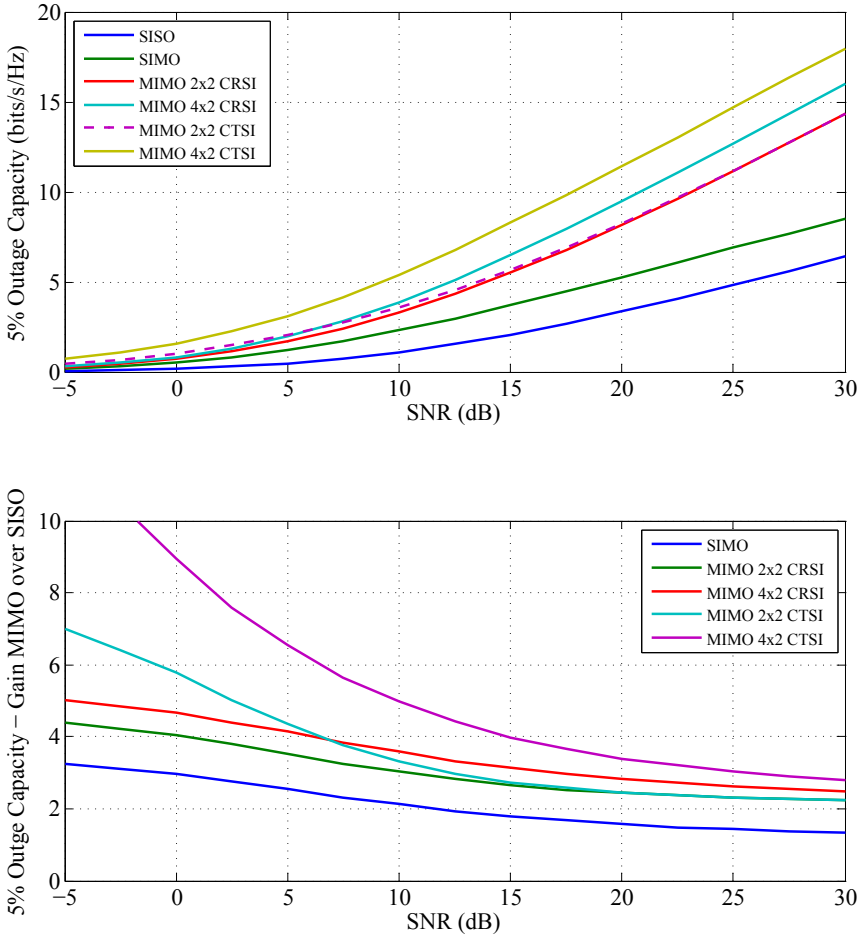 20
15
10
5
0
5% Outage Capacity (bits/s/Hz)
SISO
SIMO
MIMO 2x2 CRSI
MIMO 4x2 CRSI
MIMO 2x2 CTSI
MIMO 4x2 CTSI
−5 0 5 10 15 20 25 30
SNR (dB)
10
8
6
4
2
0
5% Outge Capacity − Gain MIMO over SISO
SIMO
MIMO 2x2 CRSI
MIMO 4x2 CRSI
MIMO 2x2 CTSI
MIMO 4x2 CTSI
−5 0 5 10 15 20 25 30
SNR (dB)